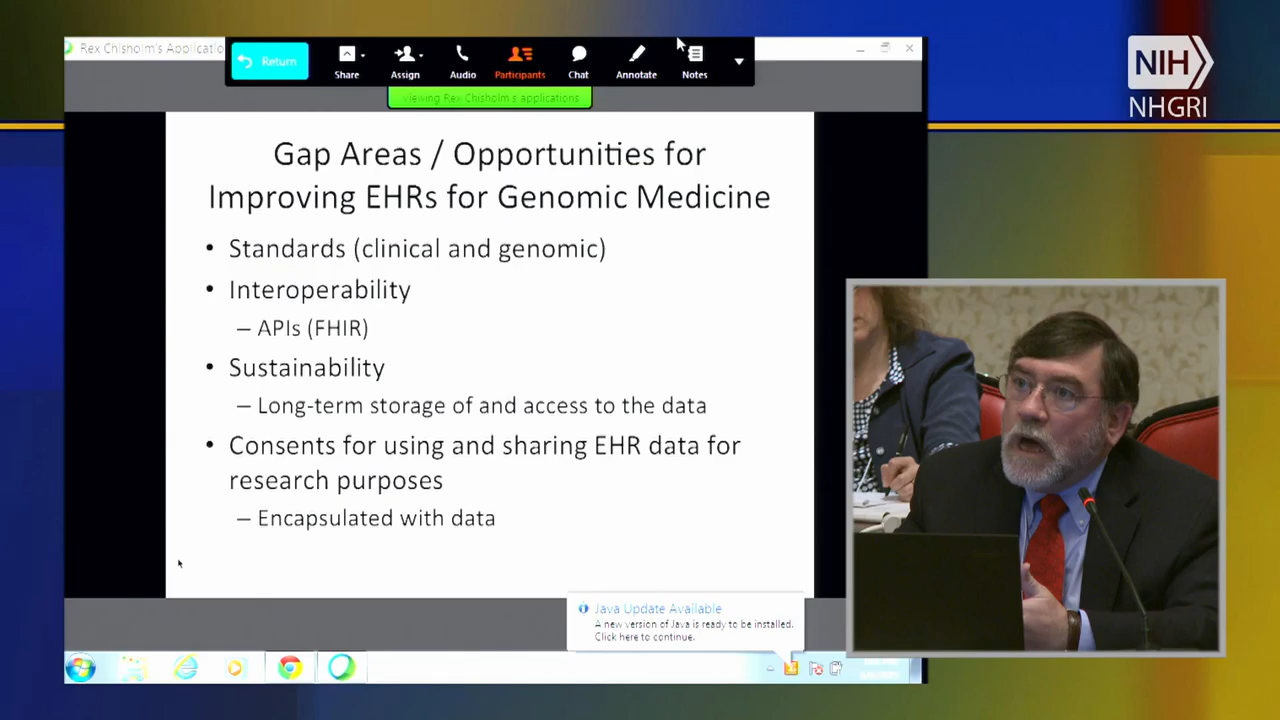 Rex Chisholm's Applicatio
Return
Share
Assign
Audio
Participants
Chat
Annotate
Notes
Viewing Rex Chisholm's applications
NIH
NHGRI
Gap Areas / Opportunities for
Improving EHRs for Genomic Medicine
• Standards (clinical and genomic)
• Interoperability
– APIs (FHIR)
• Sustainability
– Long-term storage of and access to the data
• Consents for using and sharing EHR data for
research purposes
– Encapsulated with data
Java Update Available
A new version of Java is ready to be installed.
Click here to continue.